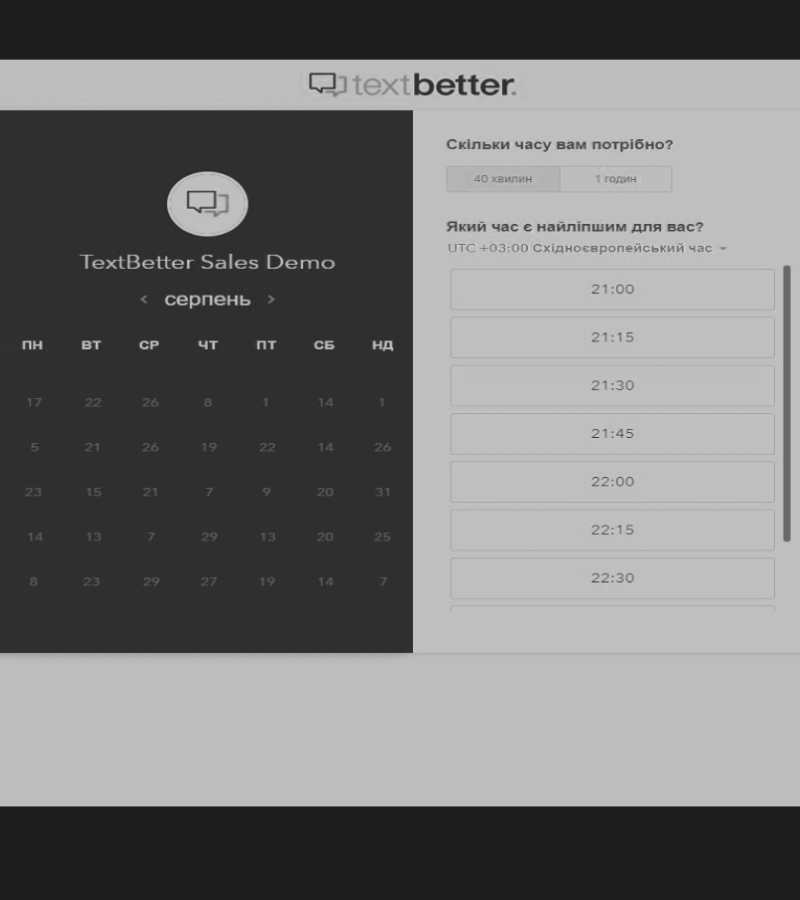 textbetter.
TextBetter Sales Demo
< серпень >
ПН ВТ СР ЧТ ПТ СБ НД
17 22 26 8 1 14 1
5 21 26 19 22 14 26
23 15 21 7 9 20 31
14 13 7 29 13 20 25
8 23 29 27 19 14 7
Скільки часу вам потрібно?
40 хвилин 1 годин
Який час є найліпшим для вас?
UTC +03:00 Східноєвропейський час
21:00
21:15
21:30
21:45
22:00
22:15
22:30